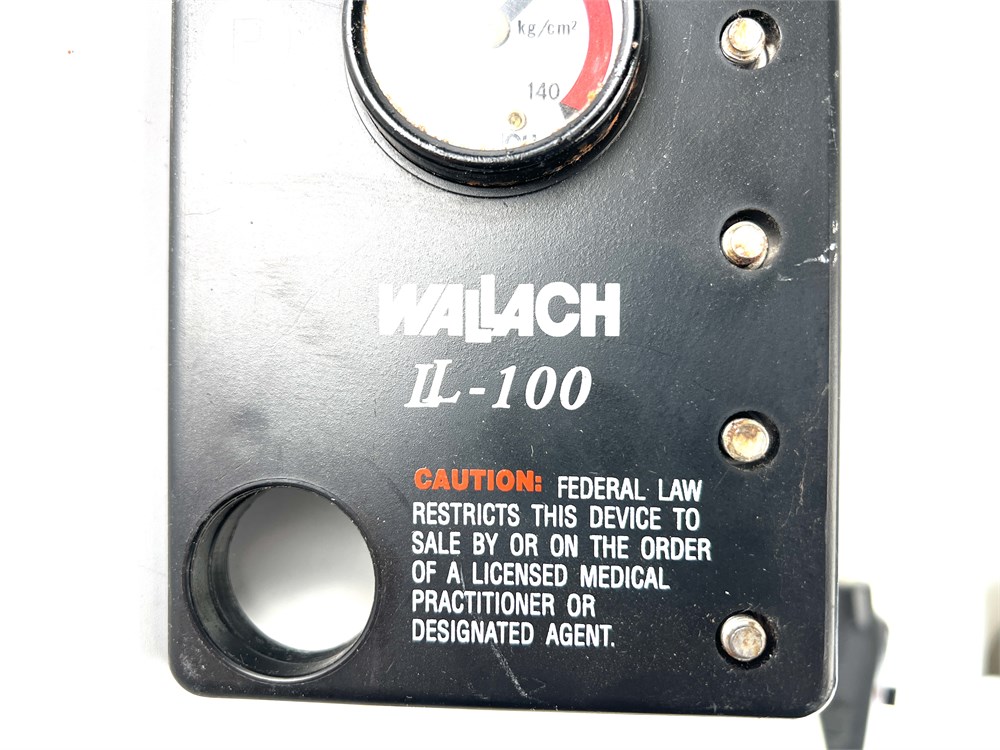 kg/cm²
140
WALLACH
LL-100
CAUTION: FEDERAL LAW
RESTRICTS THIS DEVICE TO
SALE BY OR ON THE ORDER
OF A LICENSED MEDICAL
PRACTITIONER OR
DESIGNATED AGENT.